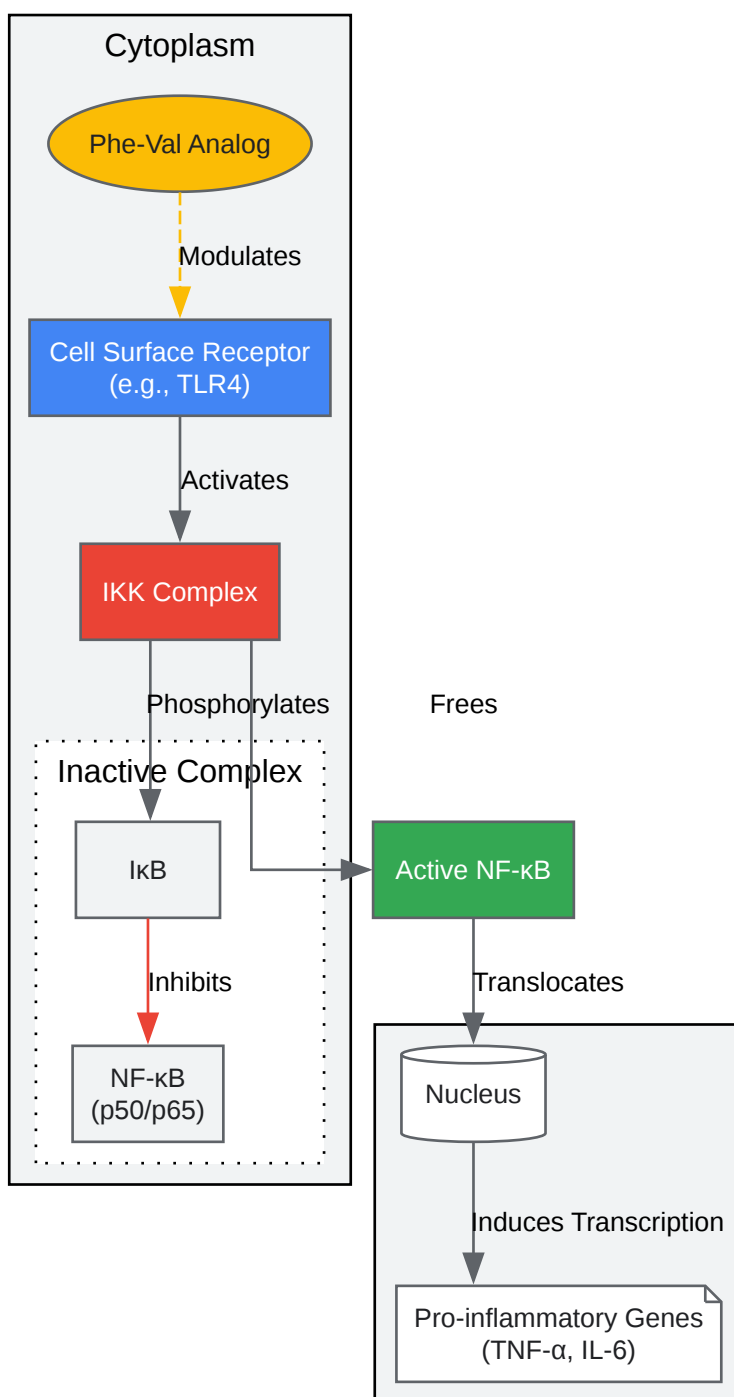 Cytoplasm
Phe-Val Analog
Modulates
Cell Surface Receptor
(e.g., TLR4)
Activates
IKK Complex
Phosphorylates
Frees
Inactive Complex
IκB
Active NF-κB
Inhibits
Translocates
NF-κB
(p50/p65)
Nucleus
Induces Transcription
Pro-inflammatory Genes
(TNF-α, IL-6)